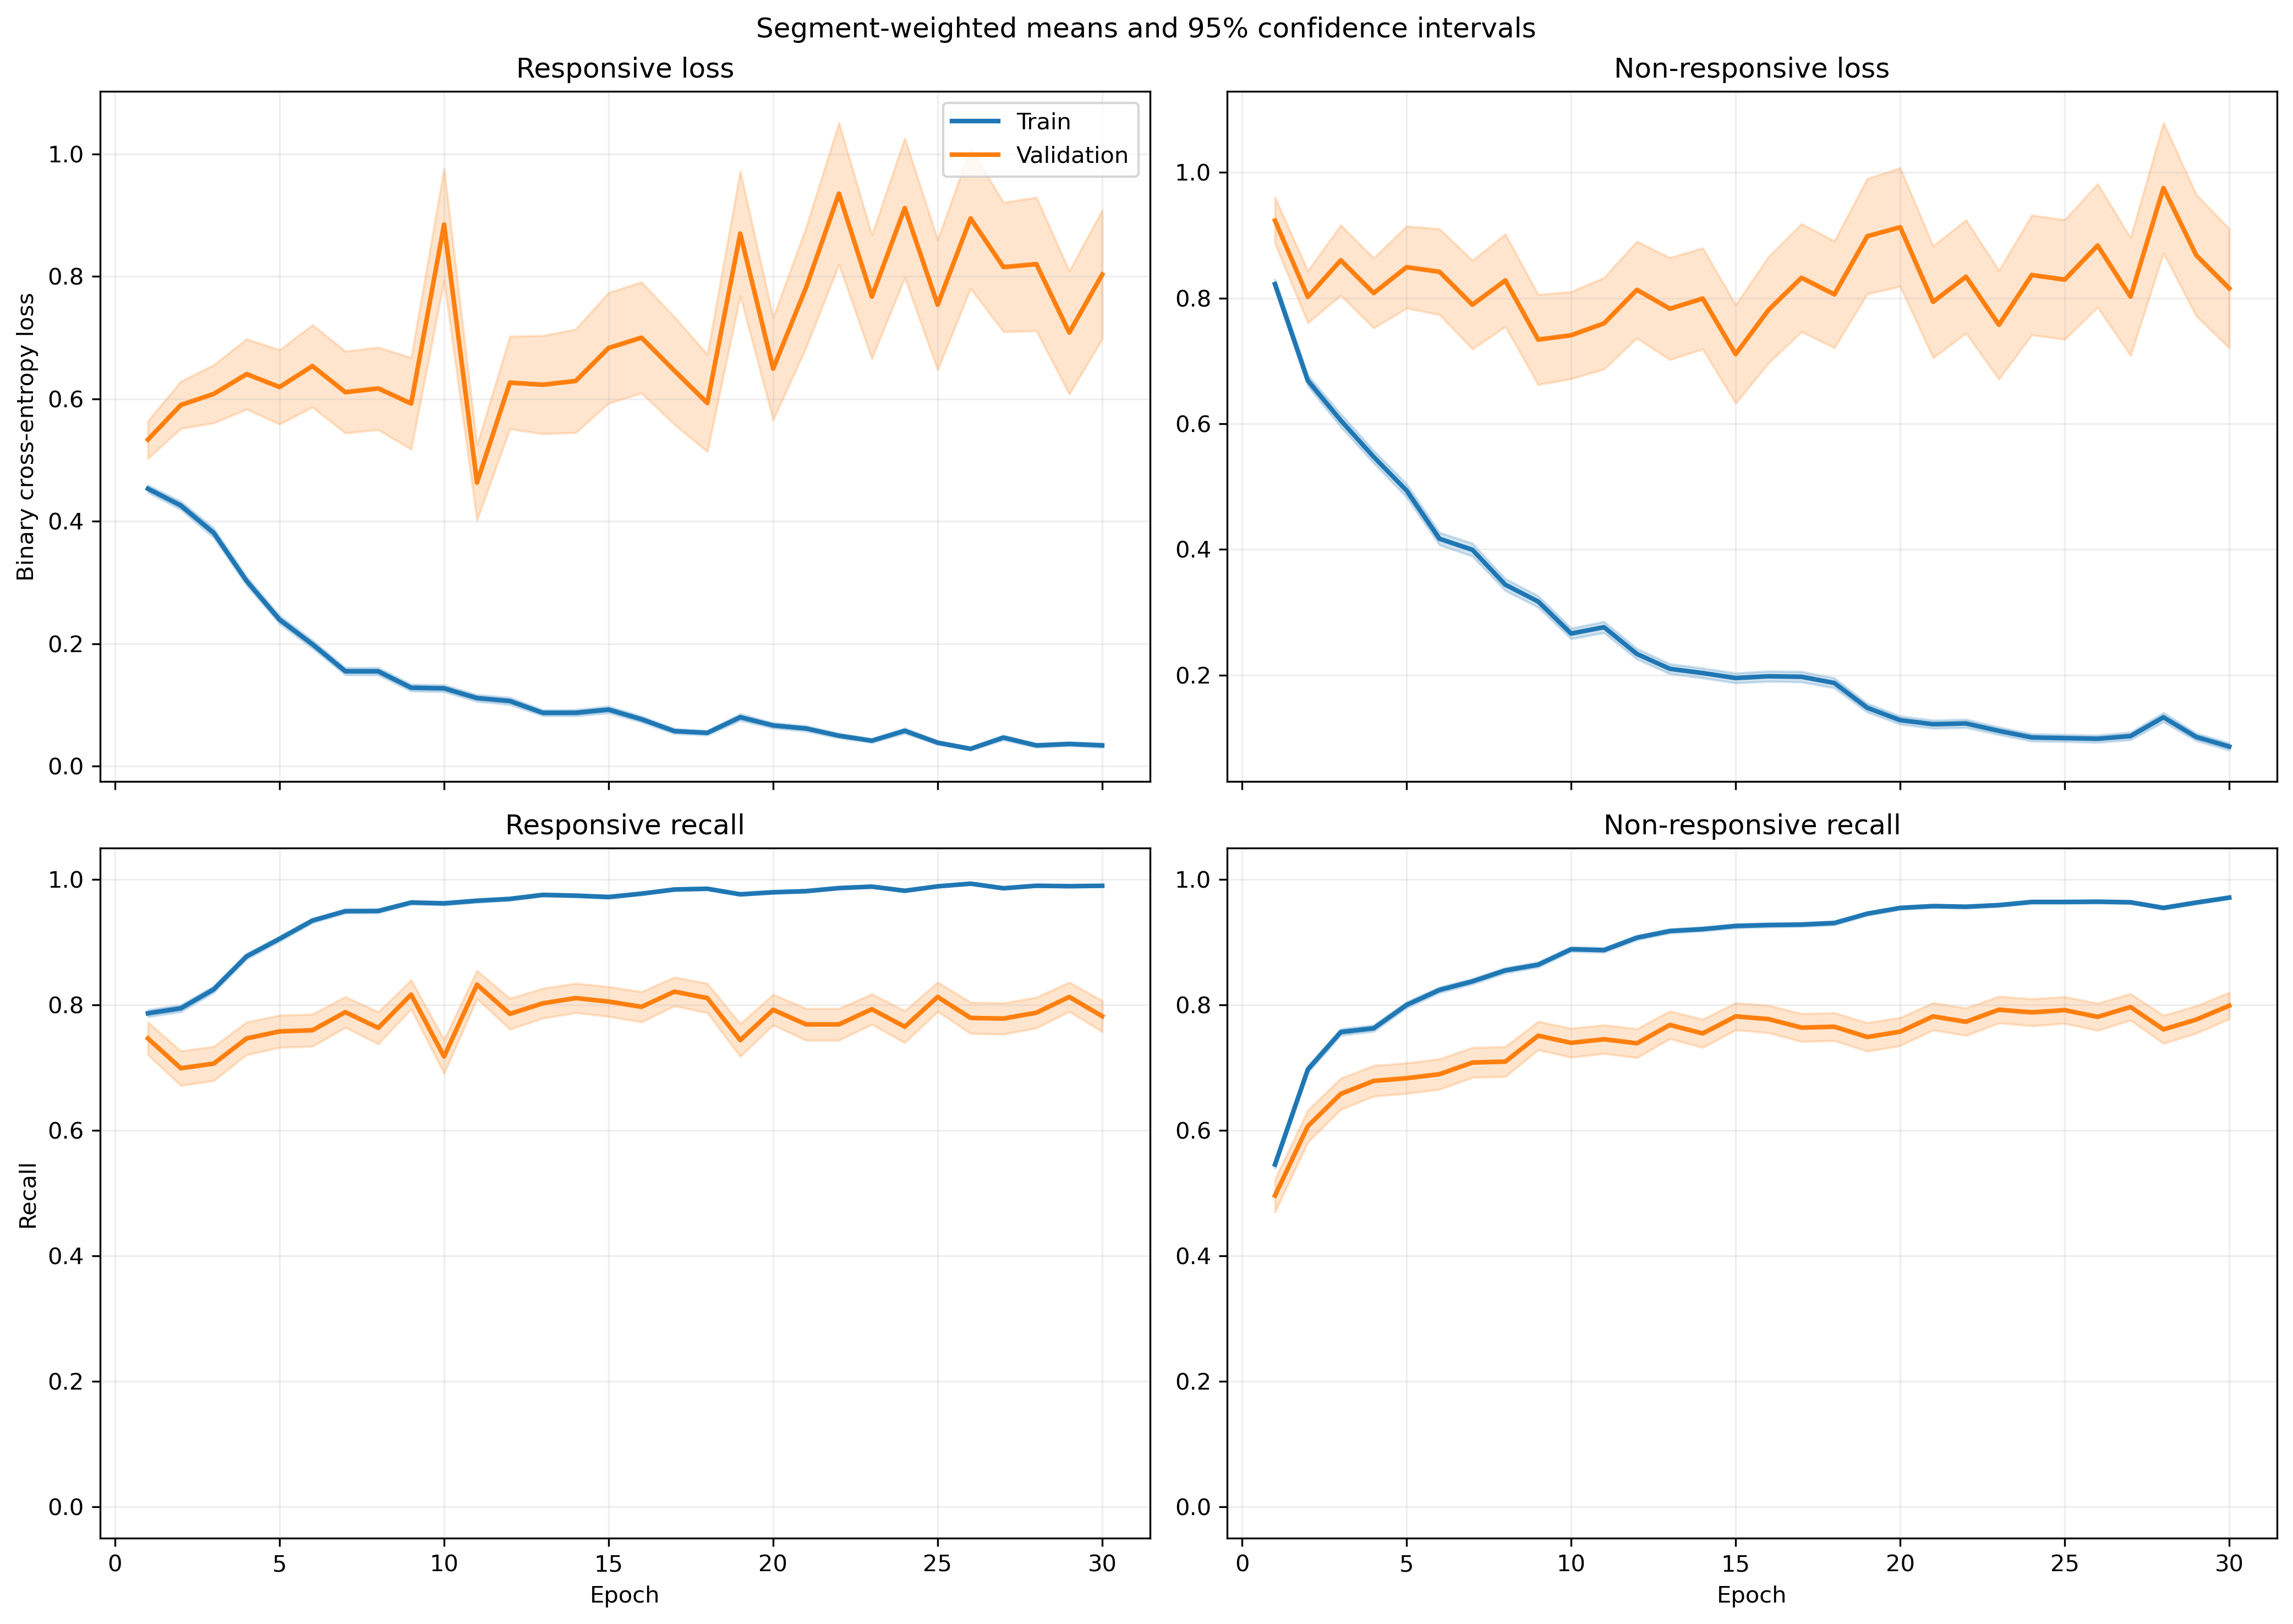 Segment-weighted means and 95% confidence intervals
Responsive loss
Binary cross-entropy loss
1.0
0.8
0.6
0.4
0.2
0.0
Train
Validation
Non-responsive loss
1.0
0.8
0.6
0.4
0.2
Responsive recall
Recall
1.0
0.8
0.6
0.4
0.2
0.0
0 5 10 15 20 25 30
Epoch
Non-responsive recall
1.0
0.8
0.6
0.4
0.2
0.0
0 5 10 15 20 25 30
Epoch